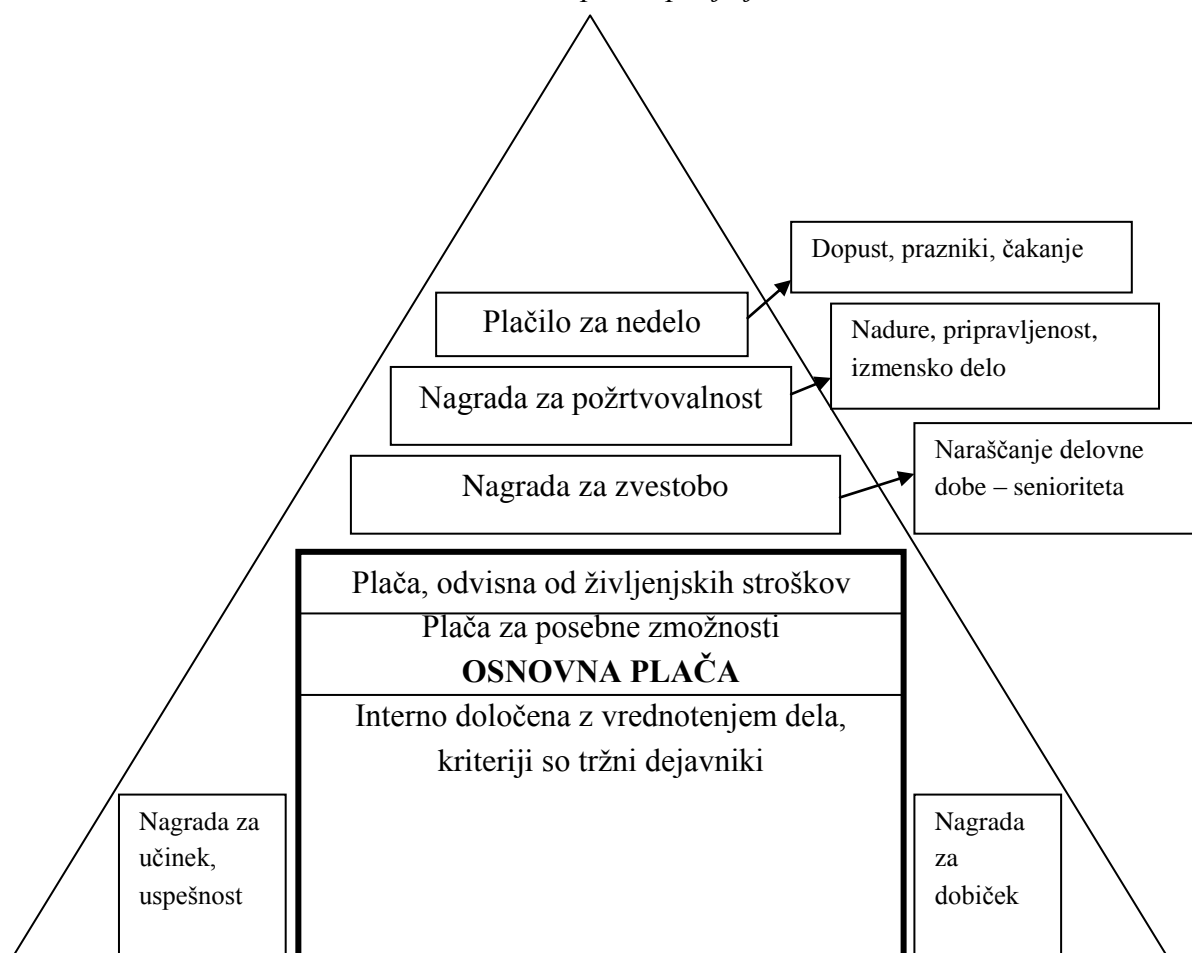 Dopust, prazniki, čakanje
Plačilo za nedelo
Nadure, pripravljenost,
izmensko delo
Nagrada za požrtvovalnost
Naraščanje delovne
dobe – senioriteta
Nagrada za zvestobo
Plača, odvisna od življenjskih stroškov
Plača za posebne zmožnosti
OSNOVNA PLAČA
Interno določena z vrednotenjem dela,
kriteriji so tržni dejavniki
Nagrada za
učinek,
uspešnost
Nagrada
za
dobiček